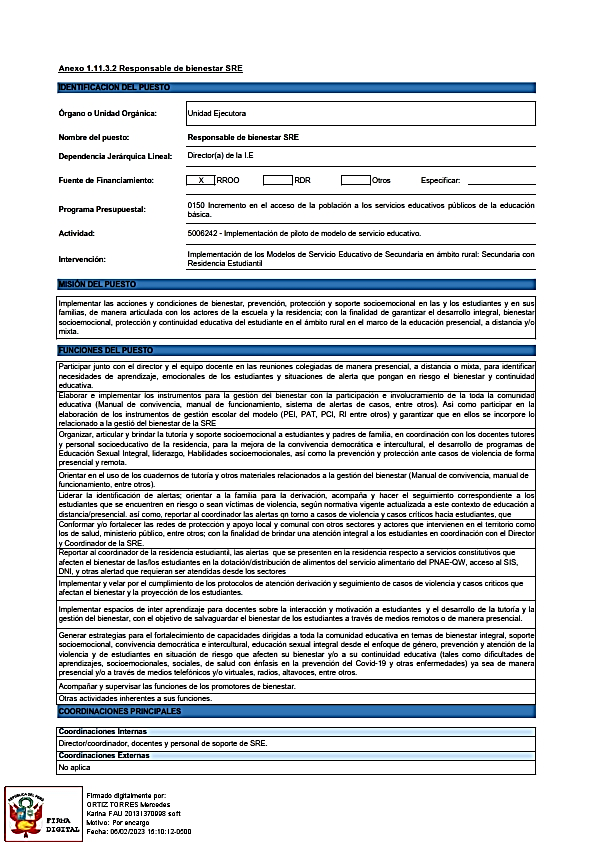 Anexo 1.11.3.2 Responsable de bienestar SRE
IDENTIFICACIÓN DEL PUESTO
Órgano o Unidad Orgánica:
Unidad Ejecutora
Nombre del puesto:
Responsable de bienestar SRE
Dependencia Jerárquica Lineal:
Director(a) de la I.E
Fuente de Financiamiento:
X RROO RDR Otros Especificar:
Programa Presupuestal:
0150 Incremento en el acceso de la población a los servicios educativos públicos de la educación
básica.
Actividad:
5006242 - Implementación de piloto de modelo de servicio educativo.
Intervención:
Implementación de los Modelos de Servicio Educativo de Secundaria en ámbito rural: Secundaria con
Residencia Estudiantil
MISIÓN DEL PUESTO
Implementar las acciones y condiciones de bienestar, prevención, protección y soporte socioemocional en las y los estudiantes y en sus
familias, de manera articulada con los actores de la escuela y la residencia; con la finalidad de garantizar el desarrollo integral, bienestar
socioemocional, protección y continuidad educativa del estudiante en el ámbito rural en el marco de la educación presencial, a distancia y/o
mixta.
FUNCIONES DEL PUESTO
Participar junto con el director y el equipo docente en las reuniones colegiadas de manera presencial, a distancia o mixta, para identificar
necesidades de aprendizaje, emocionales de los estudiantes y situaciones de alerta que pongan en riesgo el bienestar y continuidad
educativa.
Elabora e implementar los instrumentos para la gestión del bienestar con la participación e involucramiento de la toda la comunidad
educativa (Manual de convivencia, manual de funcionamiento, sistema de alertas de casos, entre otros). Así como participar en la
elaboración de los instrumentos de gestión escolar del modelo (PEI, PAT, PCI, RI entre otros) y garantizar que en ellos se incorpore lo
relacionado a la gestió del bienestar de la SRE
Organizar, articular y brindar la tutoría y soporte socioemocional a estudiantes y padres de familia, en coordinación con los docentes tutores
y personal socioeducativo de la residencia, para la mejora de la convivencia democrática e intercultural, el desarrollo de programas de
Educación Sexual Integral, liderazgo, Habilidades socioemocionales, así como la prevención y protección ante casos de violencia de forma
presencial y remota.
Orientar en el uso de los cuadernos de tutoría y otros materiales relacionados a la gestión del bienestar (Manual de convivencia, manual de
funcionamiento, entre otros).
Liderar la identificación de alertas; orientar a la familia para la derivación, acompaña y hacer el seguimiento correspondiente a los
estudiantes que se encuentren en riesgo o sean víctimas de violencia, según normativa vigente actualizada a este contexto de educación a
distancia/presencial. así como, reportar al coordinador las alertas qn torno a casos de violencia y casos críticos hacia estudiantes, que
Conformar y/o fortalecer las redes de protección y apoyo local y comunal con otros sectores y actores que intervienen en el territorio como
los de salud, ministerio público, entre otros; con la finalidad de brindar una atención integral a los estudiantes en coordinación con el Director
y Coordinador de la SRE.
Reportar al coordinador de la residencia estudiantil, las alertas que se presenten en la residencia respecto a servicios constitutivos que
afecten el bienestar de las/los estudiantes en la dotación/distribución de alimentos del servicio alimentario del PNAE-QW, acceso al SIS,
DNI, y otras alertad que requieran ser atendidas desde los sectores
Implementar y velar por el cumplimiento de los protocolos de atención derivación y seguimiento de casos de violencia y casos críticos que
afectan el bienestar y la proyección de los estudiantes.
Implementar espacios de inter aprendizaje para docentes sobre la interacción y motivación a estudiantes y el desarrollo de la tutoría y la
gestión del bienestar, con el objetivo de salvaguardar el bienestar de los estudiantes a través de medios remotos o de manera presencial.
Generar estrategias para el fortalecimiento de capacidades dirigidas a toda la comunidad educativa en temas de bienestar integral, soporte
socioemocional, convivencia democrática e intercultural, educación sexual integral desde el enfoque de género, prevención y atención de la
violencia y de estudiantes en situación de riesgo que afecten su bienestar y/o a su continuidad educativa (tales como dificultades de
aprendizajes, socioemocionales, sociales, de salud con énfasis en la prevención del Covid-19 y otras enfermedades) ya sea de manera
presencial y/o a través de medios telefónicos y/o virtuales, radios, altavoces, entre otros.
Acompañar y supervisar las funciones de los promotores de bienestar.
Otras actividades inherentes a sus funciones.
COORDINACIONES PRINCIPALES
Coordinaciones Internas
Director/coordinador, docentes y personal de soporte de SRE.
Coordinaciones Externas
No aplica
REPÚBLICA DEL PERÚ
FIRMA
DIGITAL
Firmado digitalmente por:
ORTIZ TORRES Mercedes
Karina FAU 20131370998 soft
Motivo: Por encargo
Fecha: 06/02/2023 16:10:12-0500